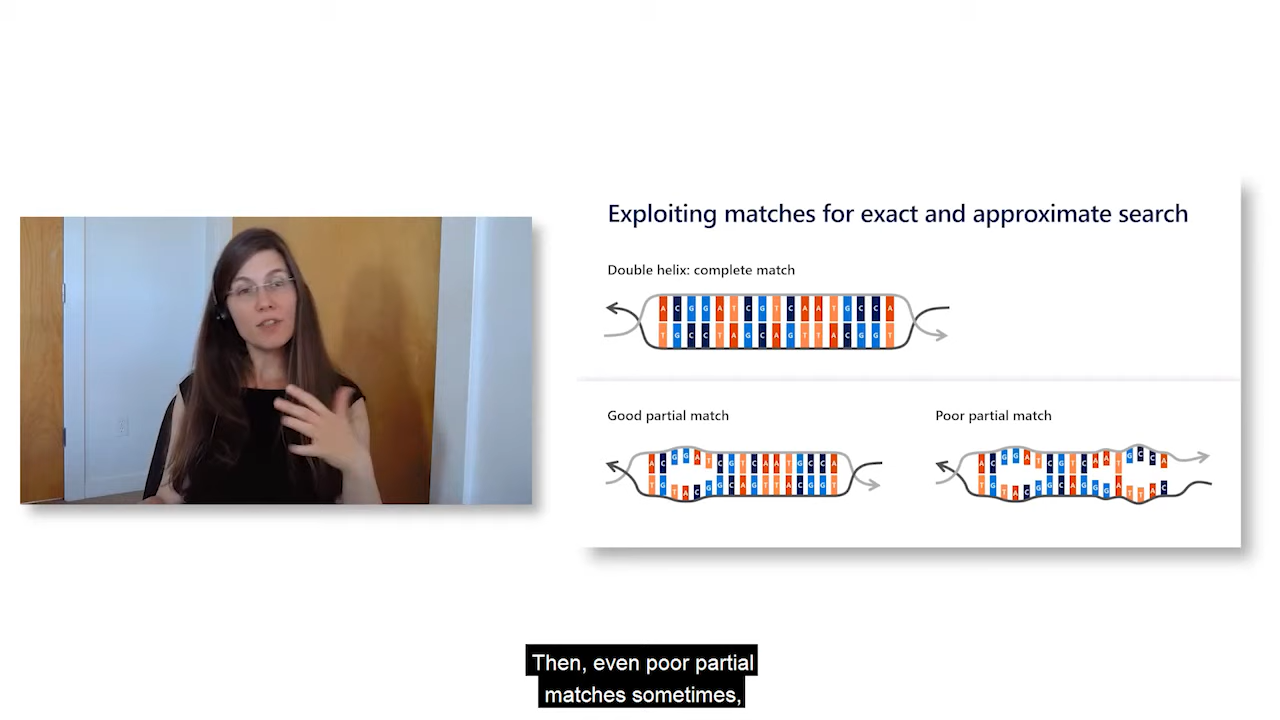 Exploiting matches for exact and approximate search
Double helix: complete match
A C G G A T C G T C A A T G C C A
T G C C T A G C A G T T A C G G T
Good partial match
Poor partial match
A C G G A T C G T C A A T G C C A
T G T A C G G C A G T T A C G G T
A C G G A T C G T C A A T G C C A
T G T A C G G C A G G G A T T A C
Then, even poor partial
matches sometimes,